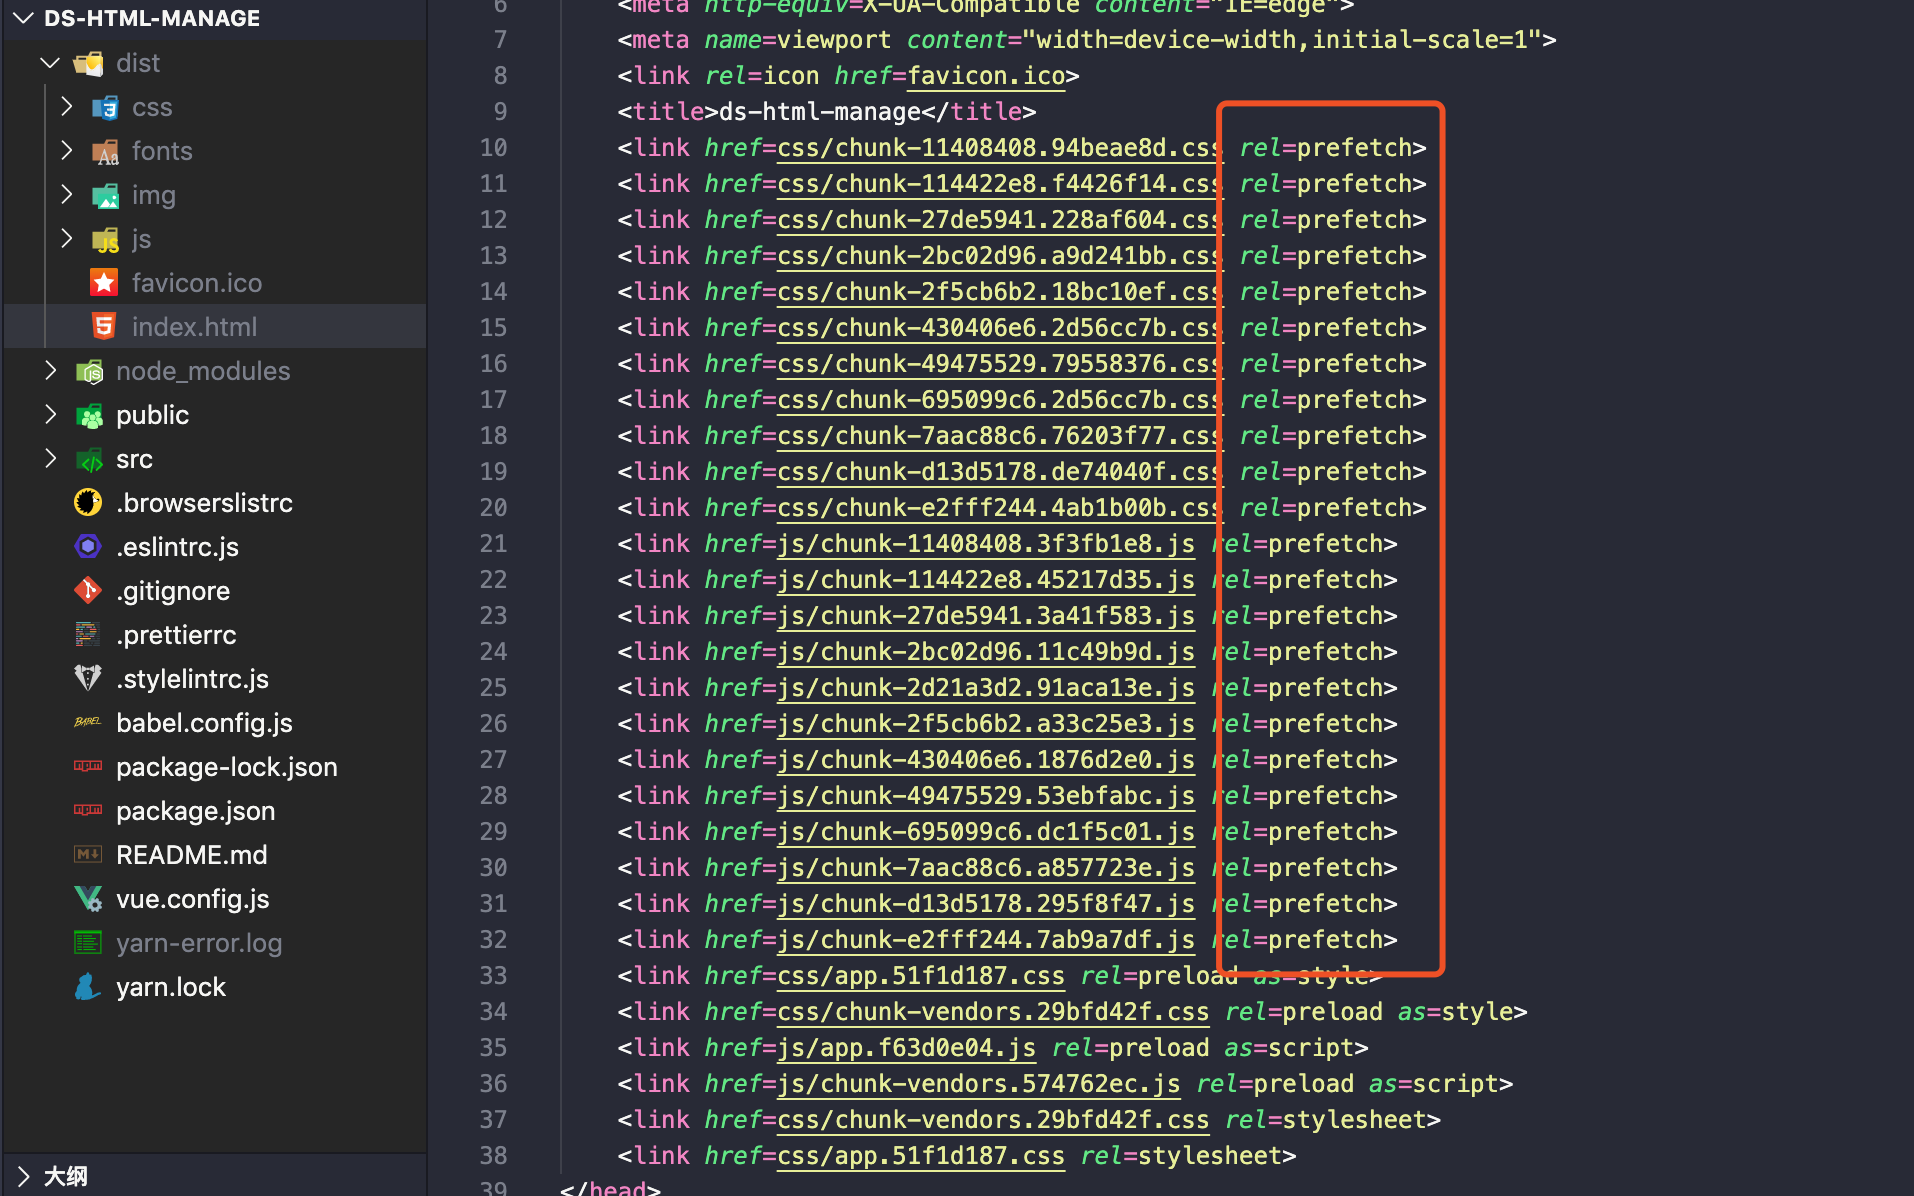 DS-HTML-MANAGE
dist
css
fonts
img
js
favicon.ico
index.html
node_modules
public
src
.browserslistrc
.eslintrc.js
.gitignore
.prettierrc
.stylelintrc.js
babel.config.js
package-lock.json
package.json
README.md
vue.config.js
yarn-error.log
yarn.lock
大纲
6 <meta http-equiv=X-UA-Compatible content="IE=edge">
7 <meta name=viewport content="width=device-width,initial-scale=1">
8 <link rel=icon href=favicon.ico>
9 <title>ds-html-manage</title>
10 <link href=css/chunk-11408408.94beae8d.css rel=prefetch>
11 <link href=css/chunk-114422e8.f4426f14.css rel=prefetch>
12 <link href=css/chunk-27de5941.228af604.css rel=prefetch>
13 <link href=css/chunk-2bc02d96.a9d241bb.css rel=prefetch>
14 <link href=css/chunk-2f5cb6b2.18bc10ef.css rel=prefetch>
15 <link href=css/chunk-430406e6.2d56cc7b.css rel=prefetch>
16 <link href=css/chunk-49475529.79558376.css rel=prefetch>
17 <link href=css/chunk-695099c6.2d56cc7b.css rel=prefetch>
18 <link href=css/chunk-7aac88c6.76203f77.css rel=prefetch>
19 <link href=css/chunk-d13d5178.de74040f.css rel=prefetch>
20 <link href=css/chunk-e2fff244.4ab1b00b.css rel=prefetch>
21 <link href=js/chunk-11408408.3f3fb1e8.js rel=prefetch>
22 <link href=js/chunk-114422e8.45217d35.js rel=prefetch>
23 <link href=js/chunk-27de5941.3a41f583.js rel=prefetch>
24 <link href=js/chunk-2bc02d96.11c49b9d.js rel=prefetch>
25 <link href=js/chunk-2d21a3d2.91aca13e.js rel=prefetch>
26 <link href=js/chunk-2f5cb6b2.a33c25e3.js rel=prefetch>
27 <link href=js/chunk-430406e6.1876d2e0.js rel=prefetch>
28 <link href=js/chunk-49475529.53ebfabc.js rel=prefetch>
29 <link href=js/chunk-695099c6.dc1f5c01.js rel=prefetch>
30 <link href=js/chunk-7aac88c6.a857723e.js rel=prefetch>
31 <link href=js/chunk-d13d5178.295f8f47.js rel=prefetch>
32 <link href=js/chunk-e2fff244.7ab9a7df.js rel=prefetch>
33 <link href=css/app.51f1d187.css rel=preload as=style>
34 <link href=css/chunk-vendors.29bfd42f.css rel=preload as=style>
35 <link href=js/app.f63d0e04.js rel=preload as=script>
36 <link href=js/chunk-vendors.574762ec.js rel=preload as=script>
37 <link href=css/chunk-vendors.29bfd42f.css rel=stylesheet>
38 <link href=css/app.51f1d187.css rel=stylesheet>
39 </head>